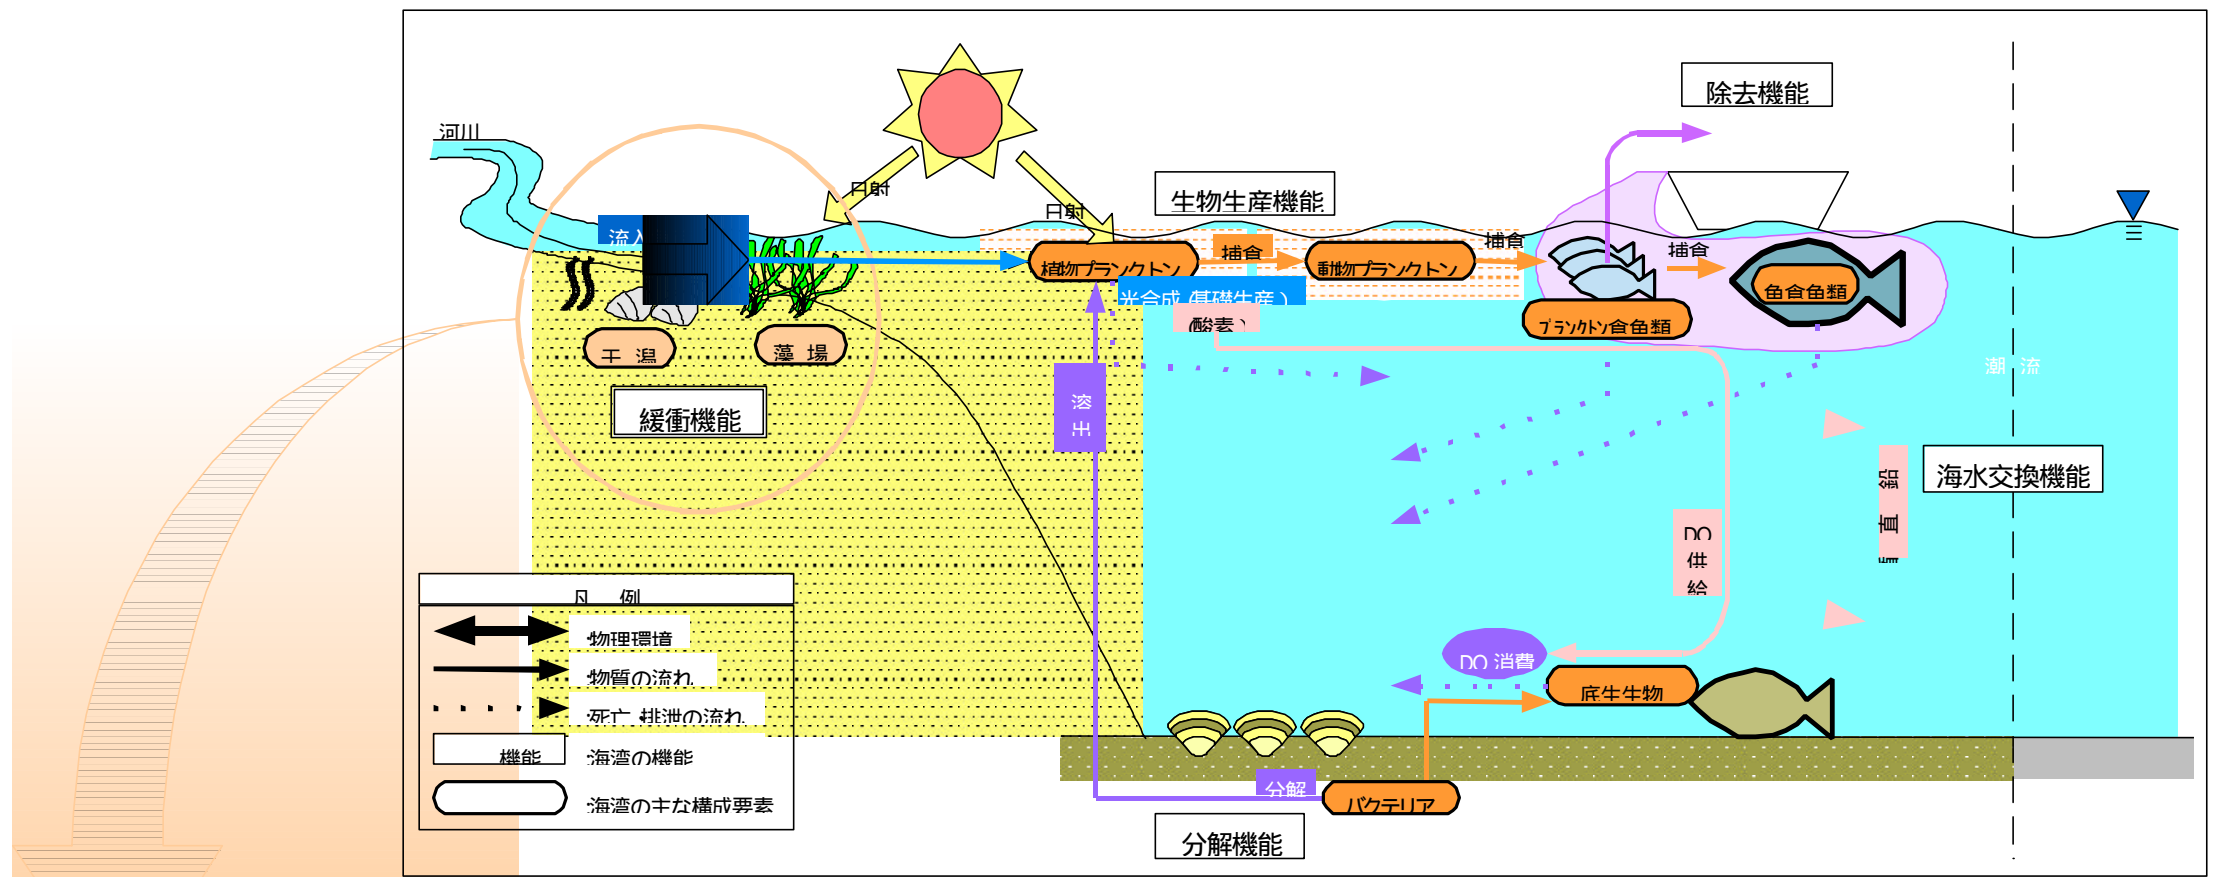 除去機能
河川
日射
日射
生物生産機能
流入
捕食
捕食
捕食
植物プランクトン
動物プランクトン
魚食魚類
光合成(基礎生産)
(酸素)
プランクトン食魚類
干 潟
藻 場
潮 流
溶出
緩衝機能
海水交換機能
鉛直
DO供給
凡 例
:物理環境
:物質の流れ
:死亡・排泄の流れ
機能
:海湾の機能
:海湾の主な構成要素
DO 消費
底生生物
分解
バクテリア
分解機能